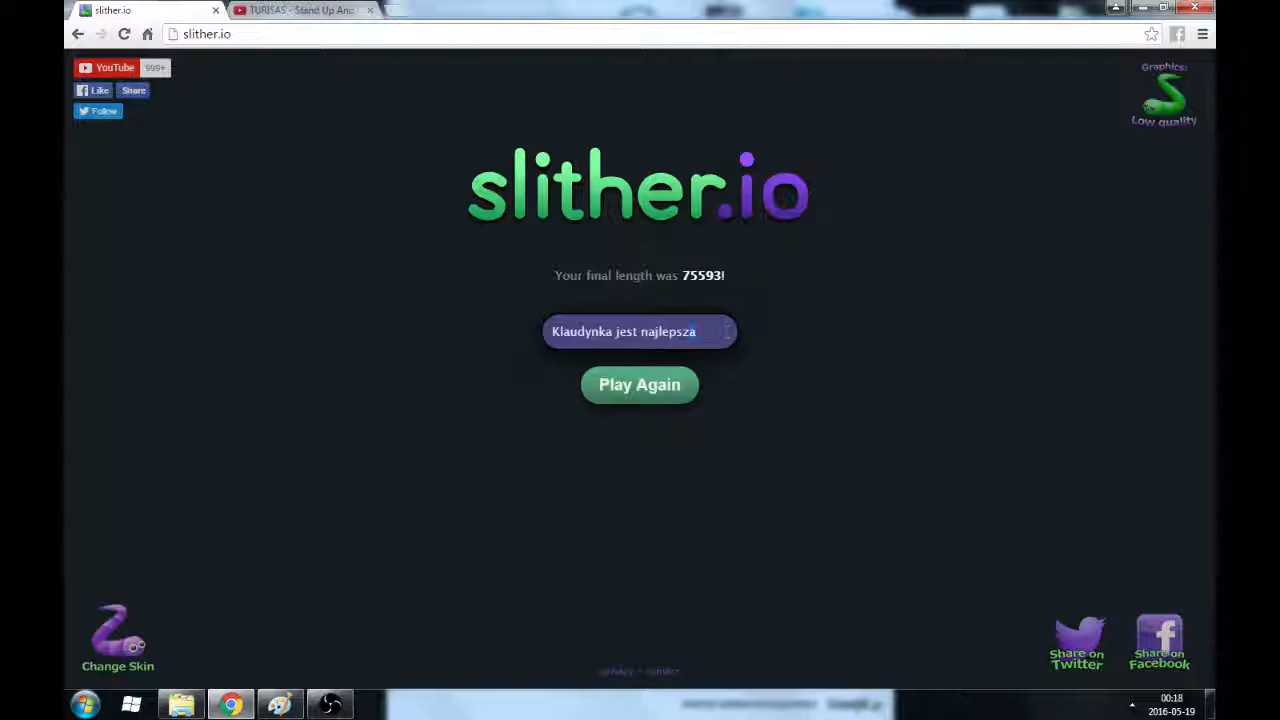 slither.io
TURISAS - Stand Up And
slither.io
YouTube 999+
Like Share
Follow
Graphics:
Low quality
slither.io
Your final length was 75593!
Klaudynka jest najlepsza
Play Again
Change Skin
Share on
Twitter
Share on
Facebook
00:18
2016-05-19